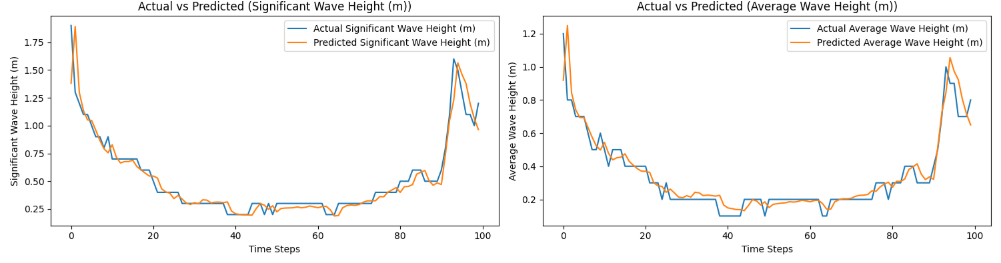 Actual vs Predicted (Significant Wave Height (m))
Actual Significant Wave Height (m)
Predicted Significant Wave Height (m)
Significant Wave Height (m)
1.75
1.50
1.25
1.00
0.75
0.50
0.25
0 20 40 60 80 100
Time Steps
Actual vs Predicted (Average Wave Height (m))
Actual Average Wave Height (m)
Predicted Average Wave Height (m)
Average Wave Height (m)
1.2
1.0
0.8
0.6
0.4
0.2
0 20 40 60 80 100
Time Steps